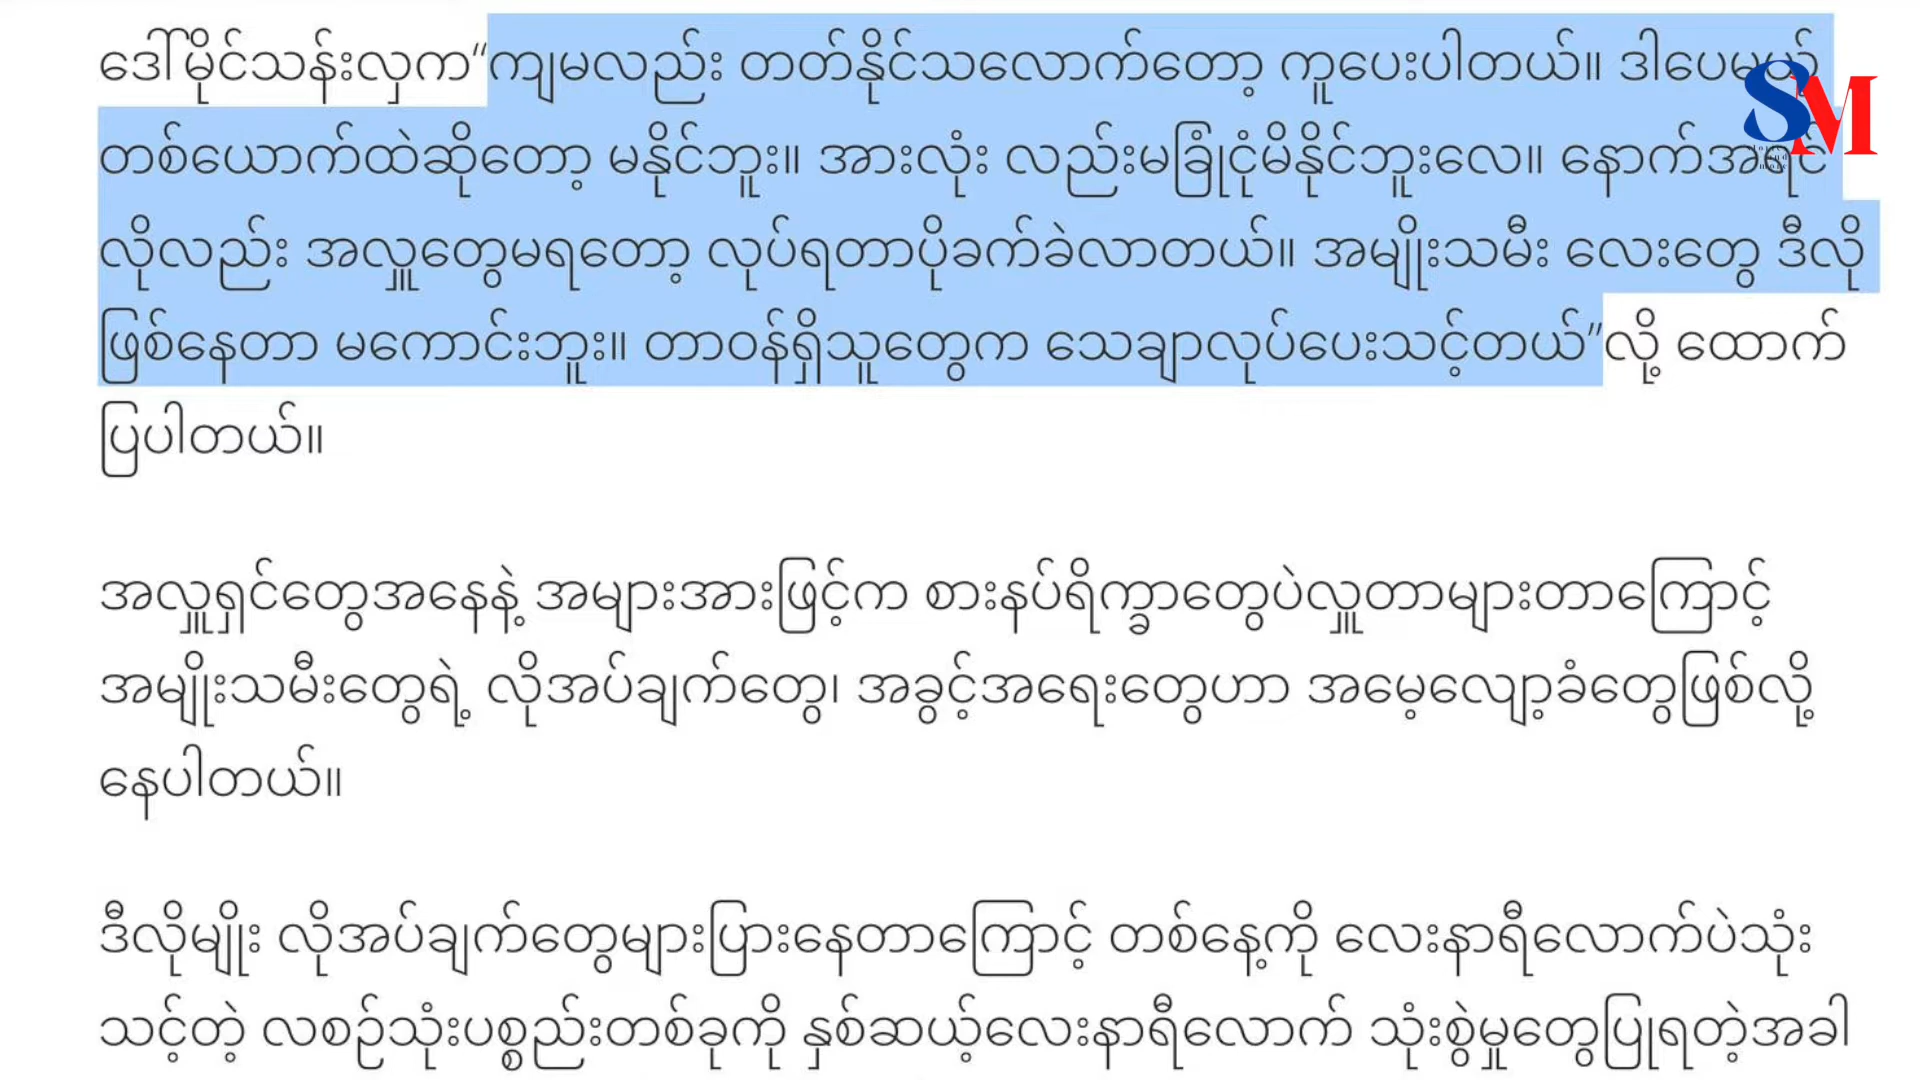 ဒေါ်မိုင်သန်းလှက“ကျမလည်း တတ်နိုင်သလောက်တော့ ကူပေးပါတယ်။ ဒါပေမယ့်
တစ်ယောက်ထဲဆိုတော့ မနိုင်ဘူး။ အားလုံး လည်းမခြုံငုံမိနိုင်ဘူးလေ။ နောက်အရင်
လိုလည်း အလှူတွေမရတော့ လုပ်ရတာပိုခက်ခဲလာတယ်။ အမျိုးသမီး လေးတွေ ဒီလို
ဖြစ်နေတာ မကောင်းဘူး။ တာဝန်ရှိသူတွေက သေချာလုပ်ပေးသင့်တယ်”လို့ ထောက်
ပြပါတယ်။
အလှူရှင်တွေအနေနဲ့ အများအားဖြင့်က စားနပ်ရိက္ခာတွေပဲလှူတာများတာကြောင့်
အမျိုးသမီးတွေရဲ့ လိုအပ်ချက်တွေ၊ အခွင့်အရေးတွေဟာ အမေ့လျော့ခံတွေဖြစ်လို့
နေပါတယ်။
ဒီလိုမျိုး လိုအပ်ချက်တွေများပြားနေတာကြောင့် တစ်နေ့ကို လေးနာရီလောက်ပဲသုံး
သင့်တဲ့ လစဉ်သုံးပစ္စည်းတစ်ခုကို နှစ်ဆယ့်လေးနာရီလောက် သုံးစွဲမှုတွေပြုရတဲ့အခါ
SM